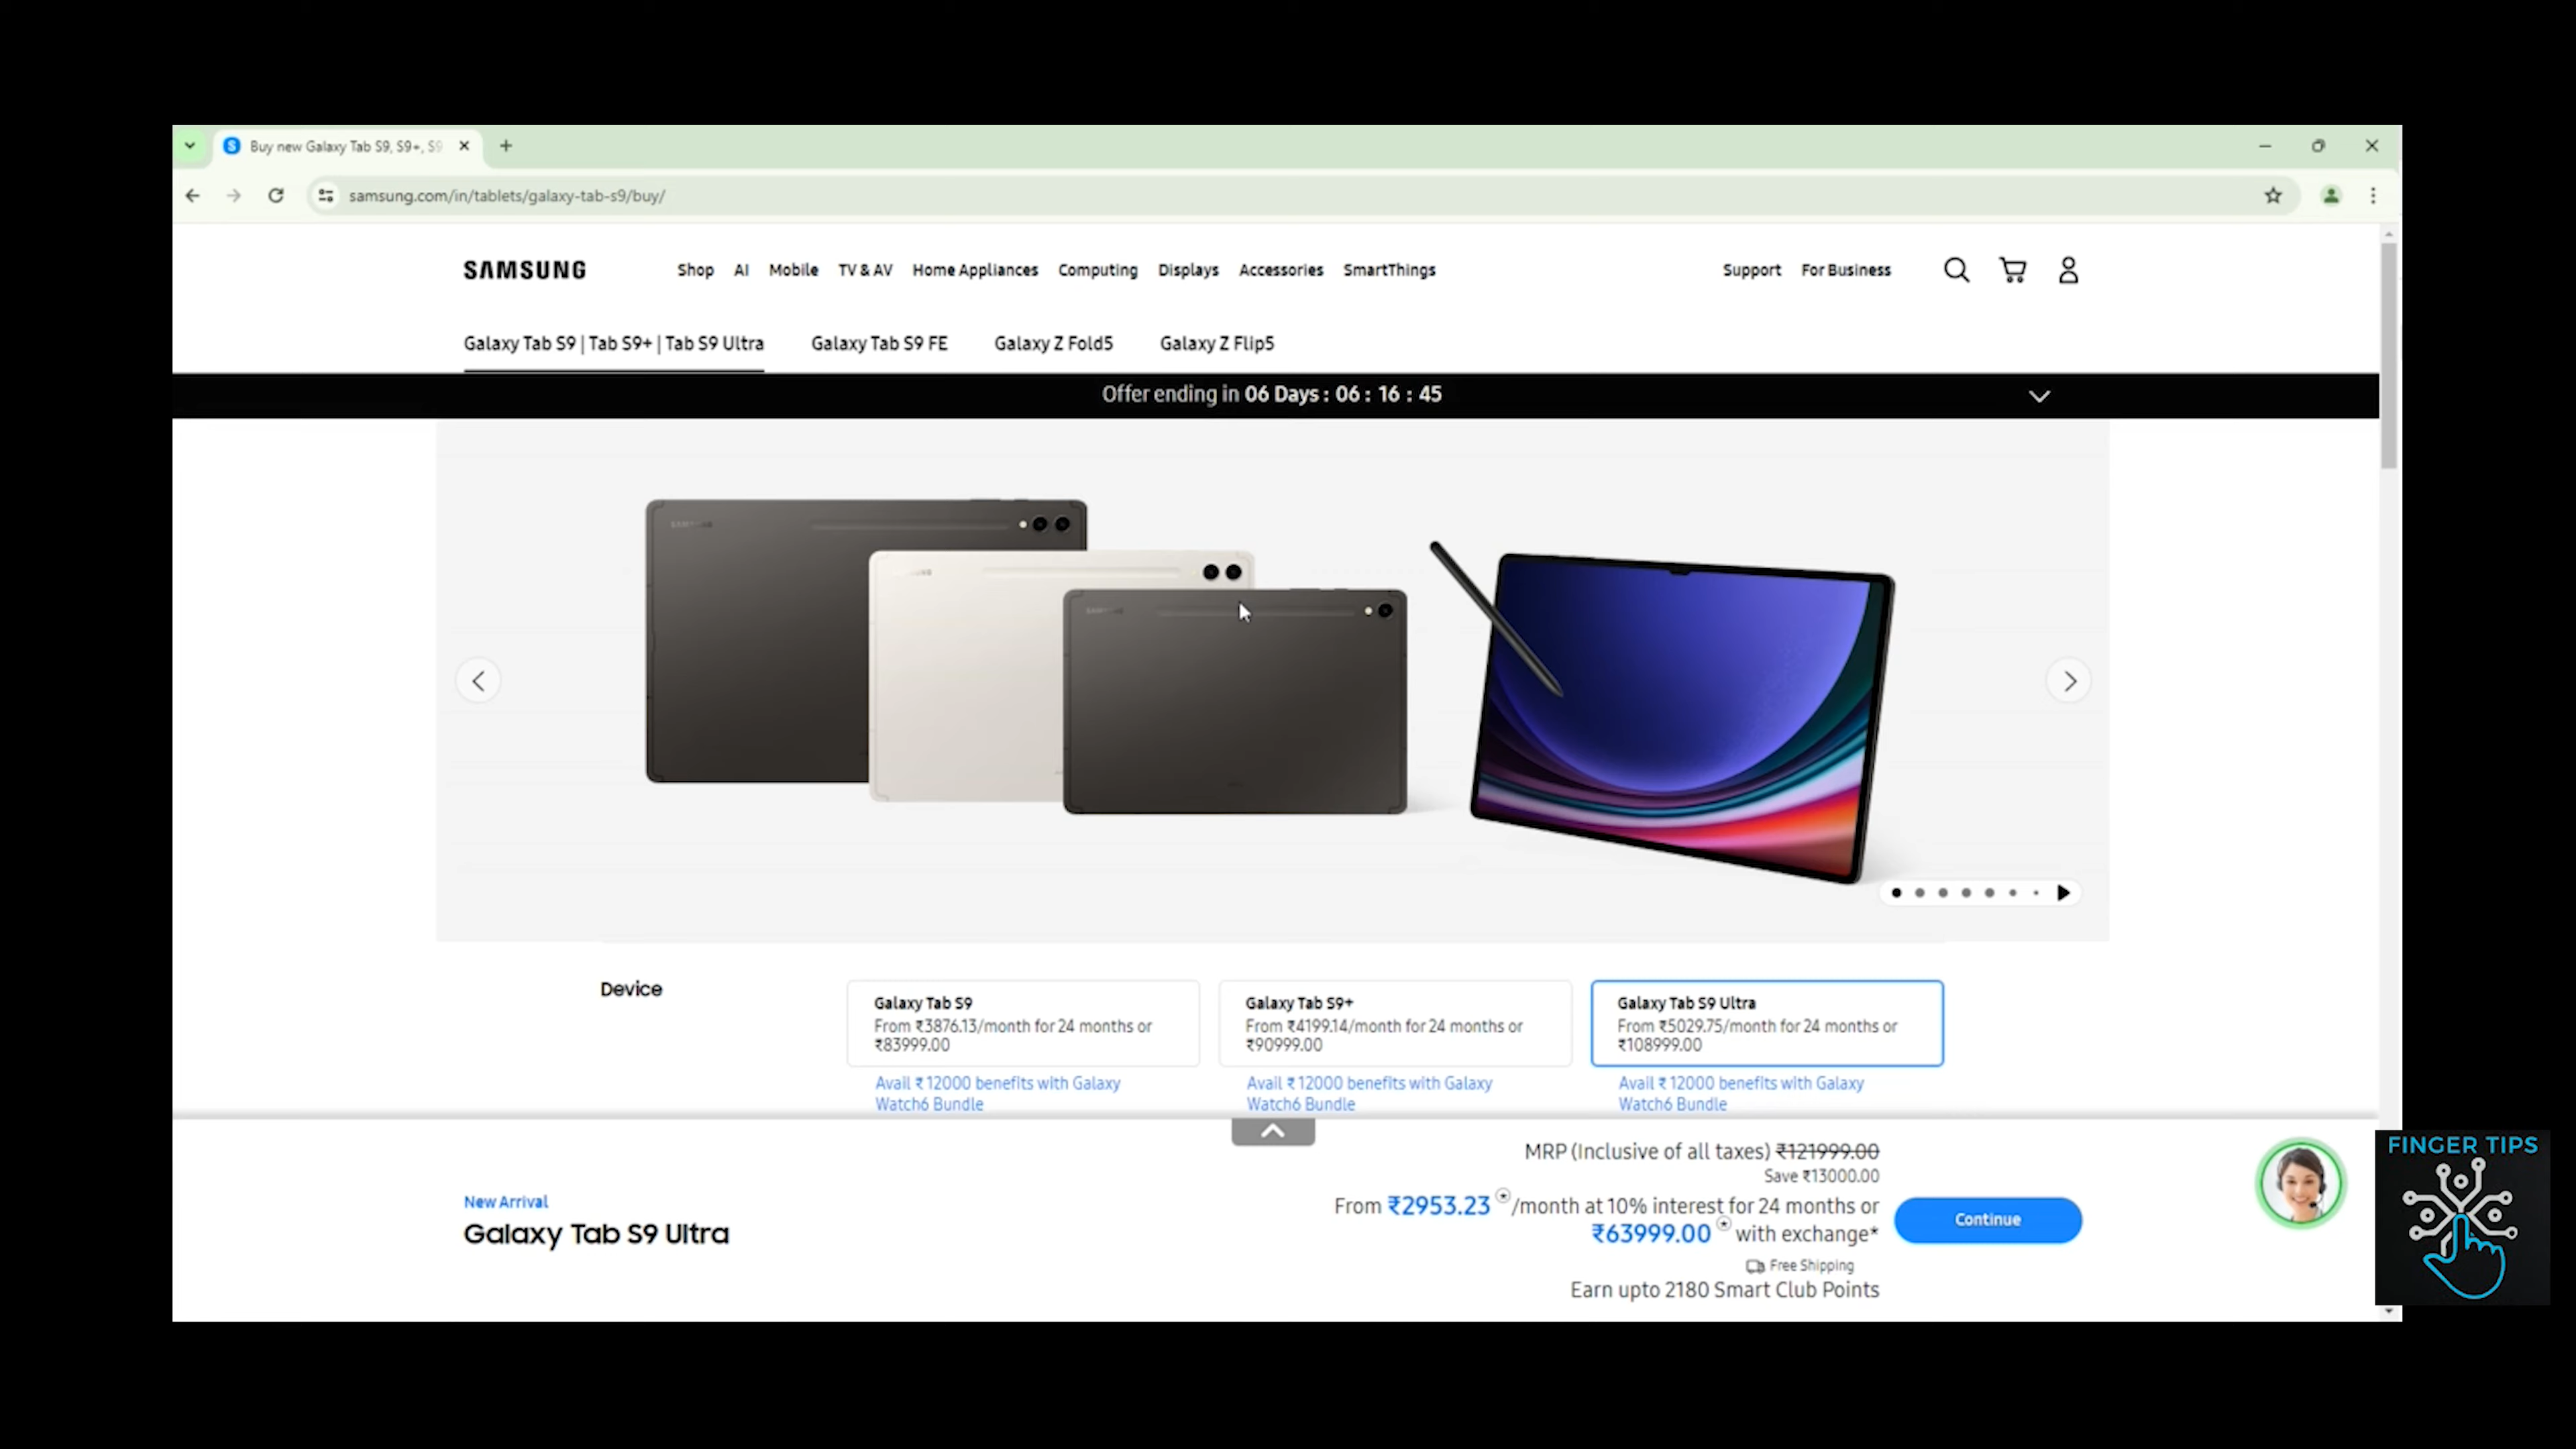 Buy new Galaxy Tab S9, S9+, S9
samsung.com/in/tablets/galaxy-tab-s9/buy/
SAMSUNG
Shop AI Mobile TV & AV Home Appliances Computing Displays Accessories SmartThings
Support For Business
Galaxy Tab S9 | Tab S9+ | Tab S9 Ultra Galaxy Tab S9 FE Galaxy Z Fold5 Galaxy Z Flip5
Offer ending in 06 Days : 06 : 16 : 45
SAMSUNG
SAMSUNG
Device
Galaxy Tab S9
From ₹3876.13/month for 24 months or
₹83999.00
Avail ₹ 12000 benefits with Galaxy
Watch6 Bundle
Galaxy Tab S9+
From ₹4199.14/month for 24 months or
₹90999.00
Avail ₹ 12000 benefits with Galaxy
Watch6 Bundle
Galaxy Tab S9 Ultra
From ₹5029.75/month for 24 months or
₹108999.00
Avail ₹ 12000 benefits with Galaxy
Watch6 Bundle
New Arrival
Galaxy Tab S9 Ultra
MRP (Inclusive of all taxes) ₹121999.00
Save ₹13000.00
From ₹2953.23 /month at 10% interest for 24 months or
₹63999.00 with exchange*
Free Shipping
Earn upto 2180 Smart Club Points
Continue
FINGER TIPS